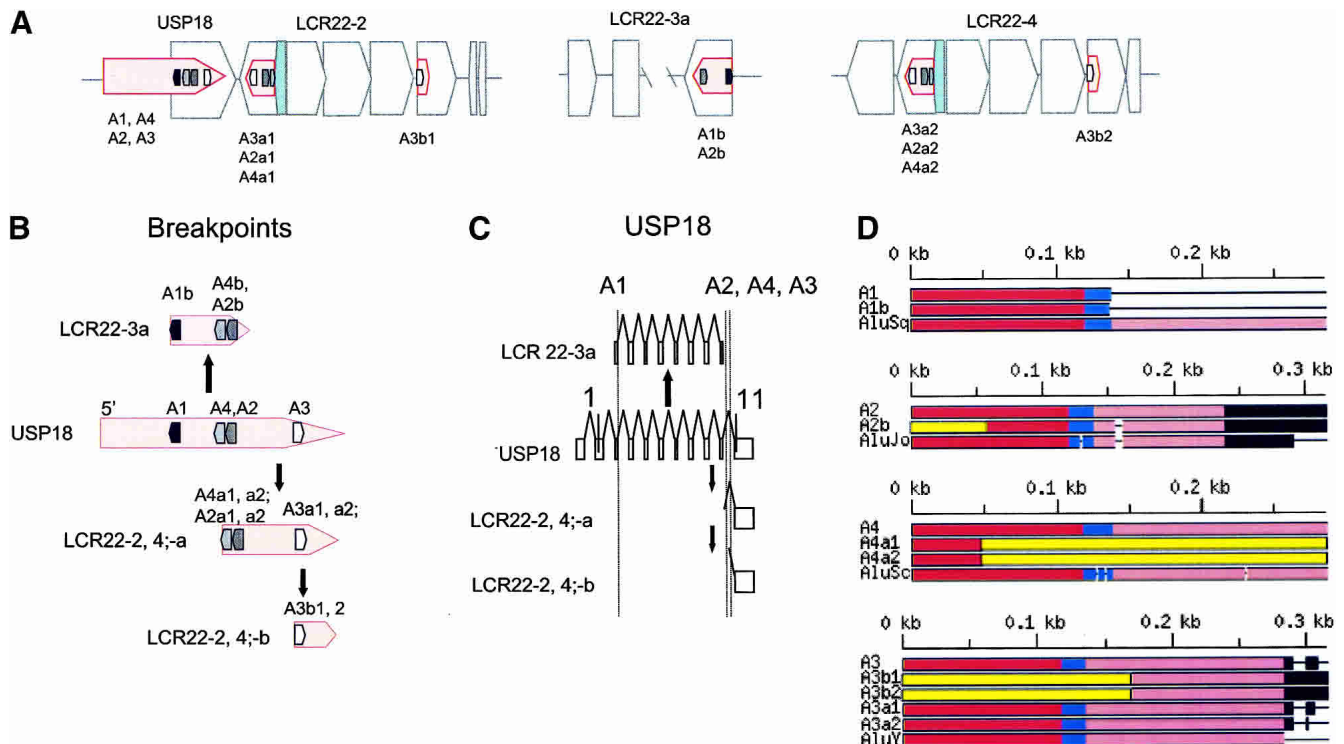 A
USP18 LCR22-2 LCR22-3a LCR22-4
A1, A4
A2, A3
A3a1
A2a1
A4a1
A3b1
A1b
A2b
A3a2
A2a2
A4a2
A3b2
B
Breakpoints
A1b
A4b,
A2b
LCR22-3a
5' A1 A4,A2 A3
USP18
A4a1, a2;
A2a1, a2
A3a1, a2;
LCR22-2, 4;-a
A3b1, 2
LCR22-2, 4;-b
C
USP18
A1 A2, A4, A3
LCR 22-3a
1 11
USP18
LCR22-2, 4;-a
LCR22-2, 4;-b
D
0 kb 0.1 kb 0.2 kb
A1
A1b
AluSq
0 kb 0.1 kb 0.2 kb 0.3 kb
A2
A2b
AluJo
0 kb 0.1 kb 0.2 kb
A4
A4a1
A4a2
AluSc
0 kb 0.1 kb 0.2 kb 0.3 kb
A3
A3b1
A3b2
A3a1
A3a2
AluY